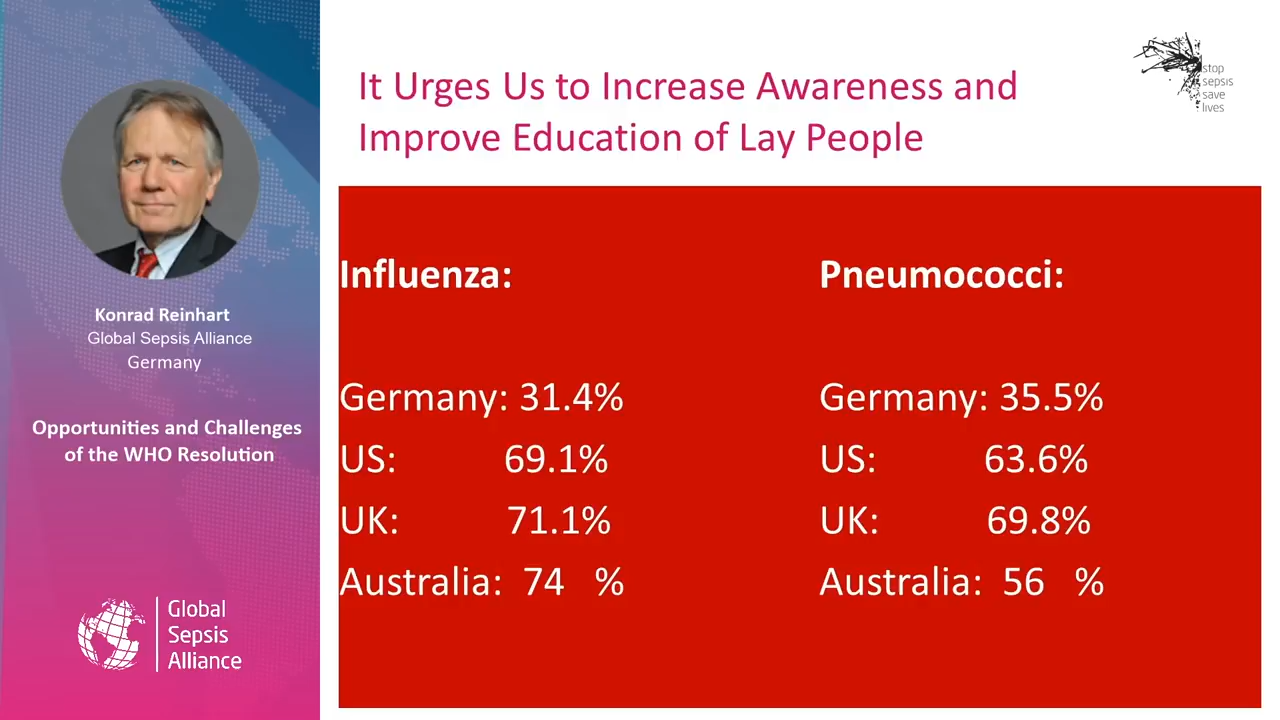 Konrad Reinhart
Global Sepsis Alliance
Germany
Opportunities and Challenges
of the WHO Resolution
Global
Sepsis
Alliance
It Urges Us to Increase Awareness and
Improve Education of Lay People
stop
sepsis
save
lives
Influenza:
Germany: 31.4%
US: 69.1%
UK: 71.1%
Australia: 74 %
Pneumococci:
Germany: 35.5%
US: 63.6%
UK: 69.8%
Australia: 56 %